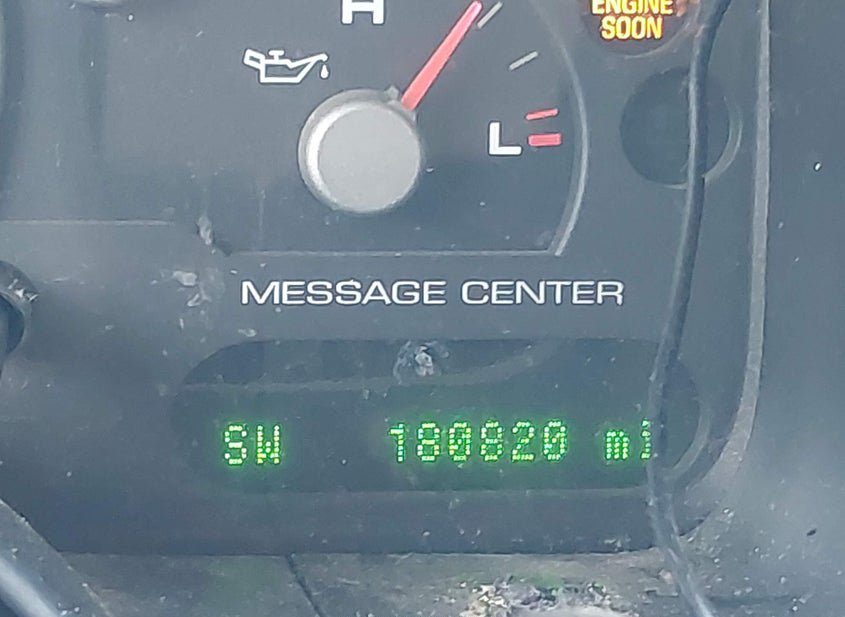 H
ENGINE
SOON
L
MESSAGE CENTER
SW 180820 mi